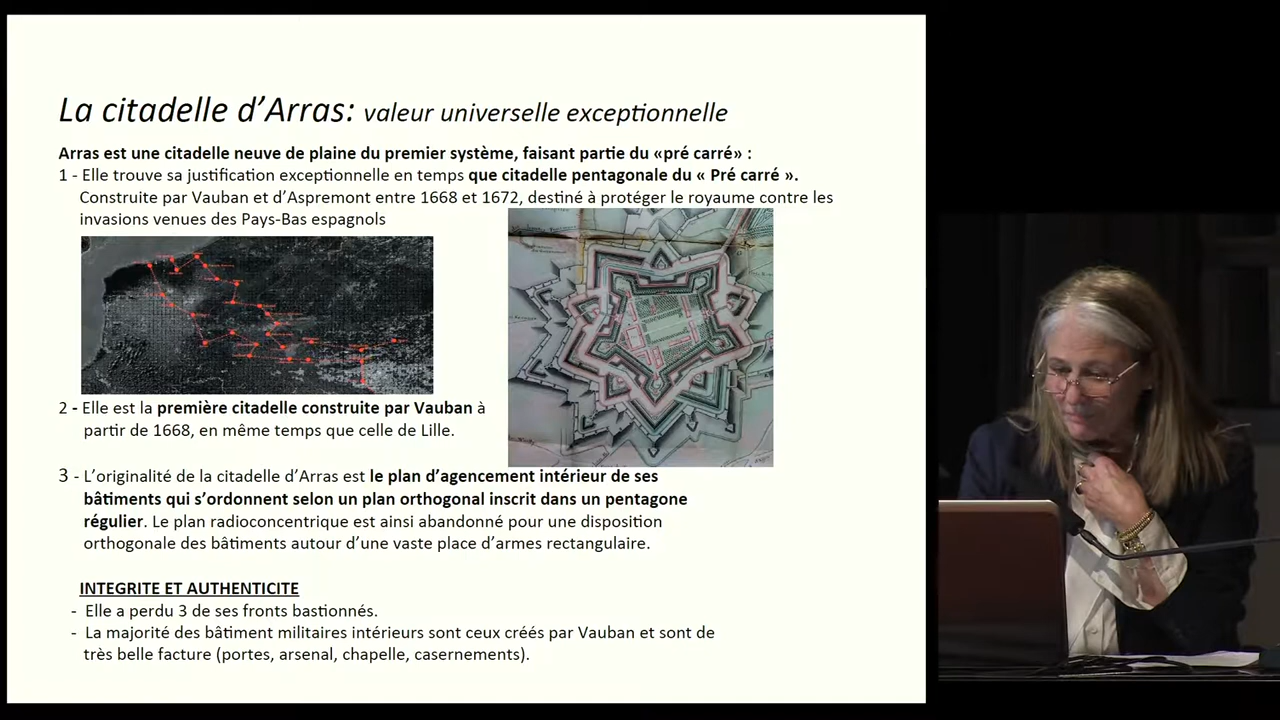 La citadelle d’Arras: valeur universelle exceptionnelle
Arras est une citadelle neuve de plaine du premier système, faisant partie du «pré carré» :
1 - Elle trouve sa justification exceptionnelle en temps que citadelle pentagonale du « Pré carré ».
Construite par Vauban et d’Aspremont entre 1668 et 1672, destiné à protéger le royaume contre les
invasions venues des Pays-Bas espagnols
2 - Elle est la première citadelle construite par Vauban à
partir de 1668, en même temps que celle de Lille.
3 - L’originalité de la citadelle d’Arras est le plan d’agencement intérieur de ses
bâtiments qui s’ordonnent selon un plan orthogonal inscrit dans un pentagone
régulier. Le plan radioconcentrique est ainsi abandonné pour une disposition
orthogonale des bâtiments autour d’une vaste place d’armes rectangulaire.
INTEGRITE ET AUTHENTICITE
- Elle a perdu 3 de ses fronts bastionnés.
- La majorité des bâtiment militaires intérieurs sont ceux créés par Vauban et sont de
très belle facture (portes, arsenal, chapelle, casernements).